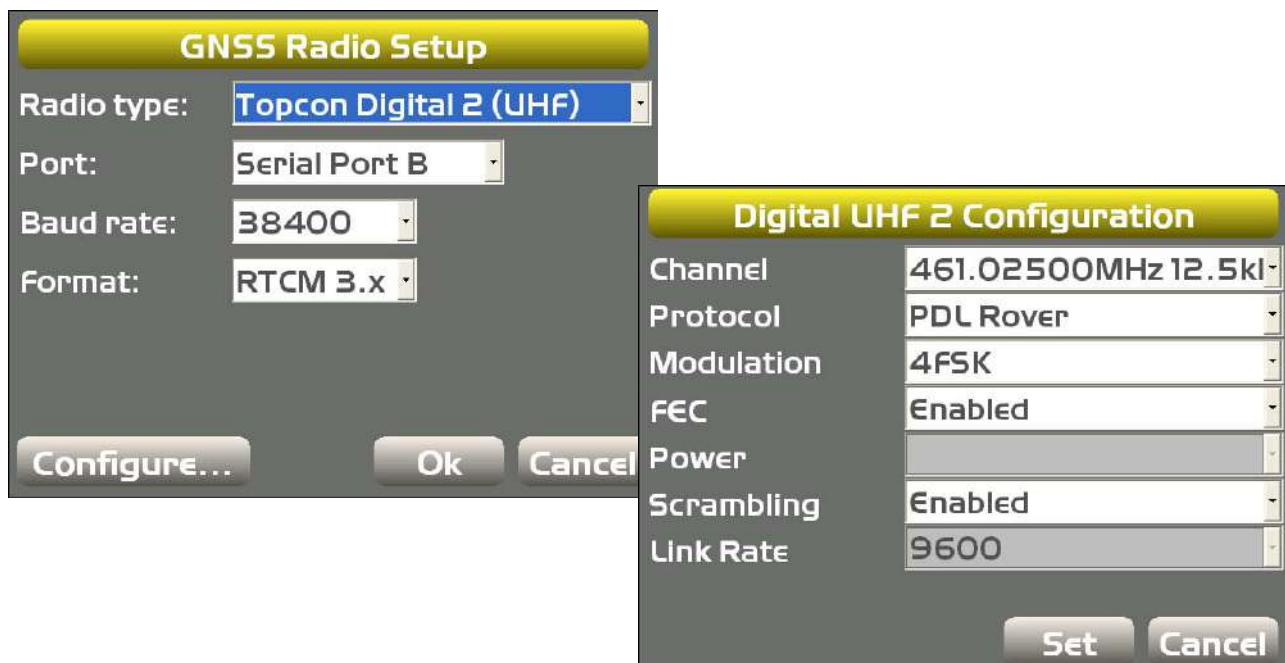 GNSS Radio Setup
Radio type: Topcon Digital 2 (UHF)
Port: Serial Port B
Baud rate: 38400
Format: RTCM 3.x
Configure... Ok Cancel
Digital UHF 2 Configuration
Channel 461.02500MHz 12.5k
Protocol PDL Rover
Modulation 4FSK
FEC Enabled
Power
Scrambling Enabled
Link Rate 9600
Set Cancel